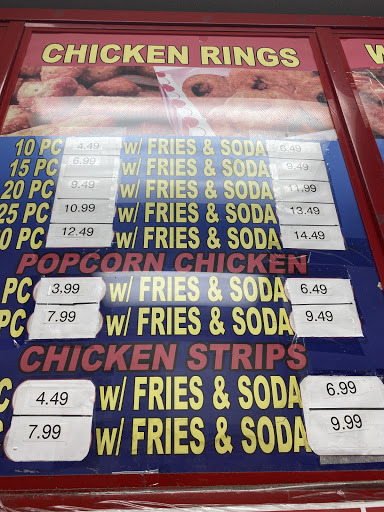 CHICKEN RINGS
10 PC 4.49 w/ FRIES & SODA 6.49
15 PC 6.99 w/ FRIES & SODA 9.49
20 PC 9.49 w/ FRIES & SODA 11.99
25 PC 10.99 w/ FRIES & SODA 13.49
0 PC 12.49 w/ FRIES & SODA 14.49
POPCORN CHICKEN
PC 3.99 w/ FRIES & SODA 6.49
PC 7.99 w/ FRIES & SODA 9.49
CHICKEN STRIPS
C 4.49 w/ FRIES & SODA 6.99
C 7.99 w/ FRIES & SODA 9.99